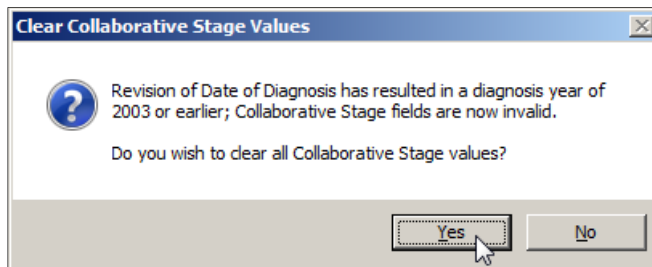 Clear Collaborative Stage Values
Revision of Date of Diagnosis has resulted in a diagnosis year of
2003 or earlier; Collaborative Stage fields are now invalid.
Do you wish to clear all Collaborative Stage values?
Yes No